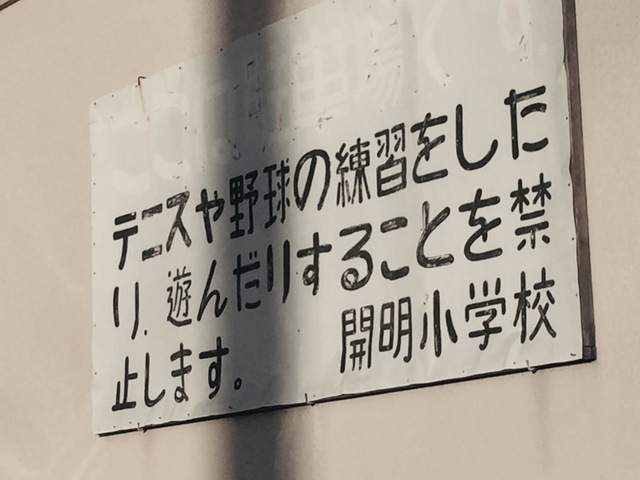 テニスや野球の練習をした
り、遊んだりすることを禁
止します。 開明小学校